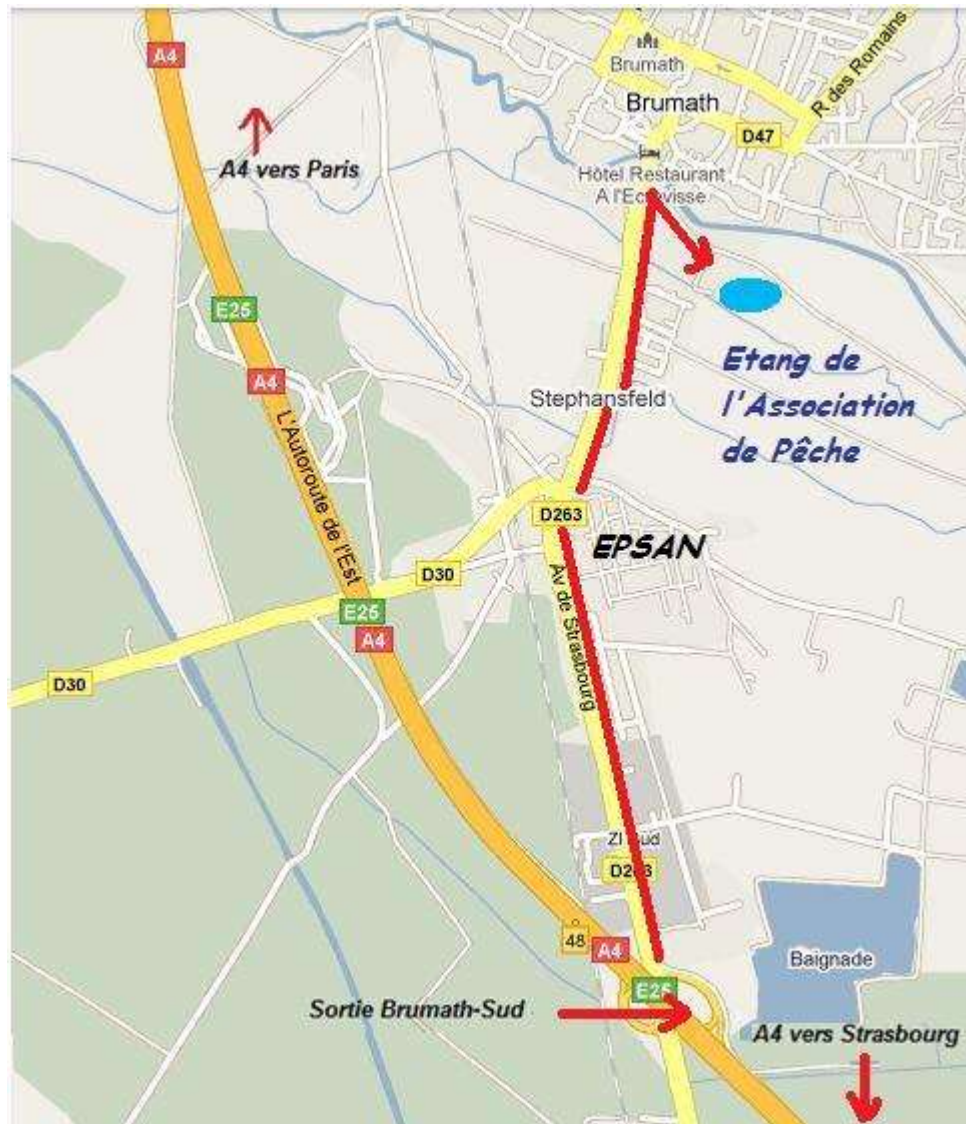 A4
Brumath
R des Romains
Brumath
D47
A4 vers Paris
Hôtel Restaurant
A l'Ecrevisse
E25
A4
Etang de
l'Association
de Pêche
Stephansfeld
L'Autoroute de l'Est
D263
EPSAN
D30
E25
A4
Av de Strasbourg
D30
ZI Sud
D263
48
A4
Baignade
E25
Sortie Brumath-Sud
A4 vers Strasbourg